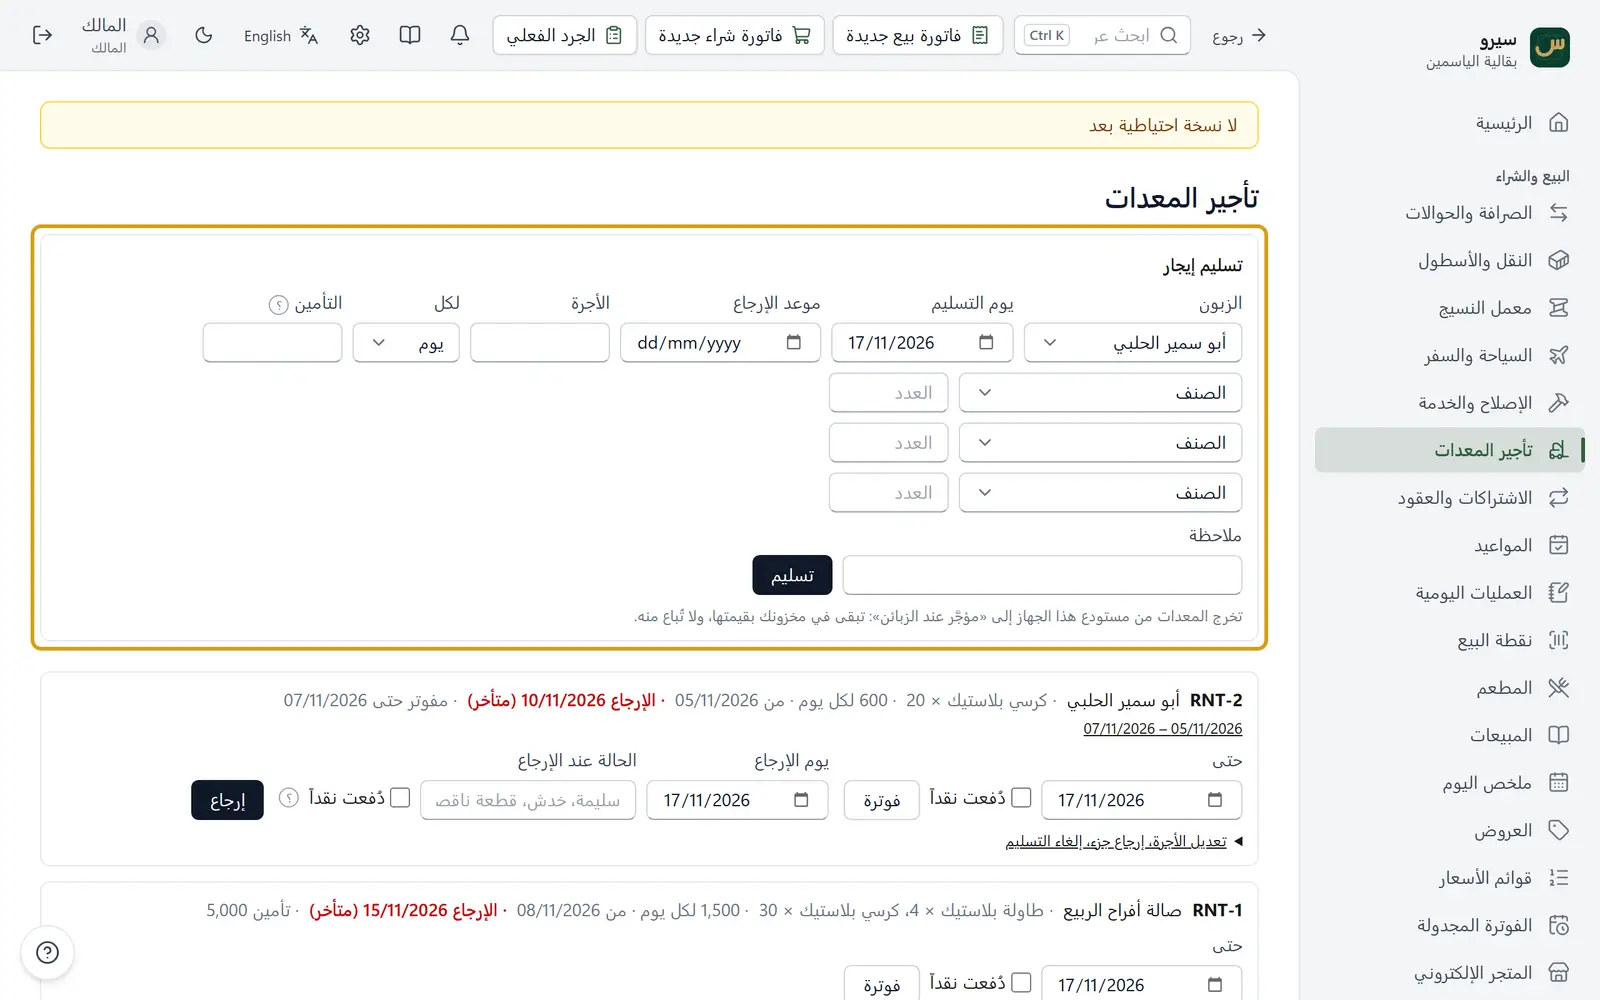 سيرو
بقالية الياسمين
رجوع
ابحث عر
Ctrl K
فاتورة بيع جديدة
فاتورة شراء جديدة
الجرد الفعلي
English
المالك
المالك
الرئيسية
البيع والشراء
الصرافة والحوالات
النقل والأسطول
معمل النسيج
السياحة والسفر
الإصلاح والخدمة
تأجير المعدات
الاشتراكات والعقود
المواعيد
العمليات اليومية
نقطة البيع
المطعم
المبيعات
ملخص اليوم
العروض
قوائم الأسعار
الفوترة المجدولة
المتجر الإلكتروني
لا نسخة احتياطية بعد
تأجير المعدات
تسليم إيجار
الزبون يوم التسليم موعد الإرجاع الأجرة لكل التأمين ؟
أبو سمير الحلبي 17/11/2026 dd/mm/yyyy يوم
الصنف العدد
الصنف العدد
الصنف العدد
ملاحظة
تسليم
تخرج المعدات من مستودع هذا الجهاز إلى «مؤجَّر عند الزبائن»: تبقى في مخزونك بقيمتها، ولا تُباع منه.
RNT-2 أبو سمير الحلبي · كرسي بلاستيك × 20 · 600 لكل يوم · من 05/11/2026 · الإرجاع 10/11/2026 (متأخر) · مفوتر حتى 07/11/2026
05/11/2026 – 07/11/2026
حتى يوم الإرجاع الحالة عند الإرجاع
17/11/2026 دُفعت نقداً فوترة 17/11/2026 سليمة، خدش، قطعة ناقصـ دُفعت نقداً ؟ إرجاع
تعديل الأجرة، إرجاع جزء، إلغاء التسليم
RNT-1 صالة أفراح الربيع · طاولة بلاستيك × 4، كرسي بلاستيك × 30 · 1,500 لكل يوم · من 08/11/2026 · الإرجاع 15/11/2026 (متأخر) · تأمين 5,000
حتى
17/11/2026 دُفعت نقداً فوترة